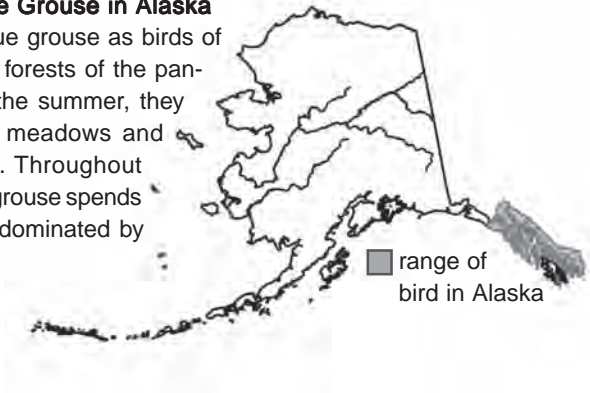 e Grouse in Alaska
ue grouse as birds of
forests of the pan-
the summer, they
meadows and
. Throughout
grouse spends
dominated by
range of
bird in Alaska